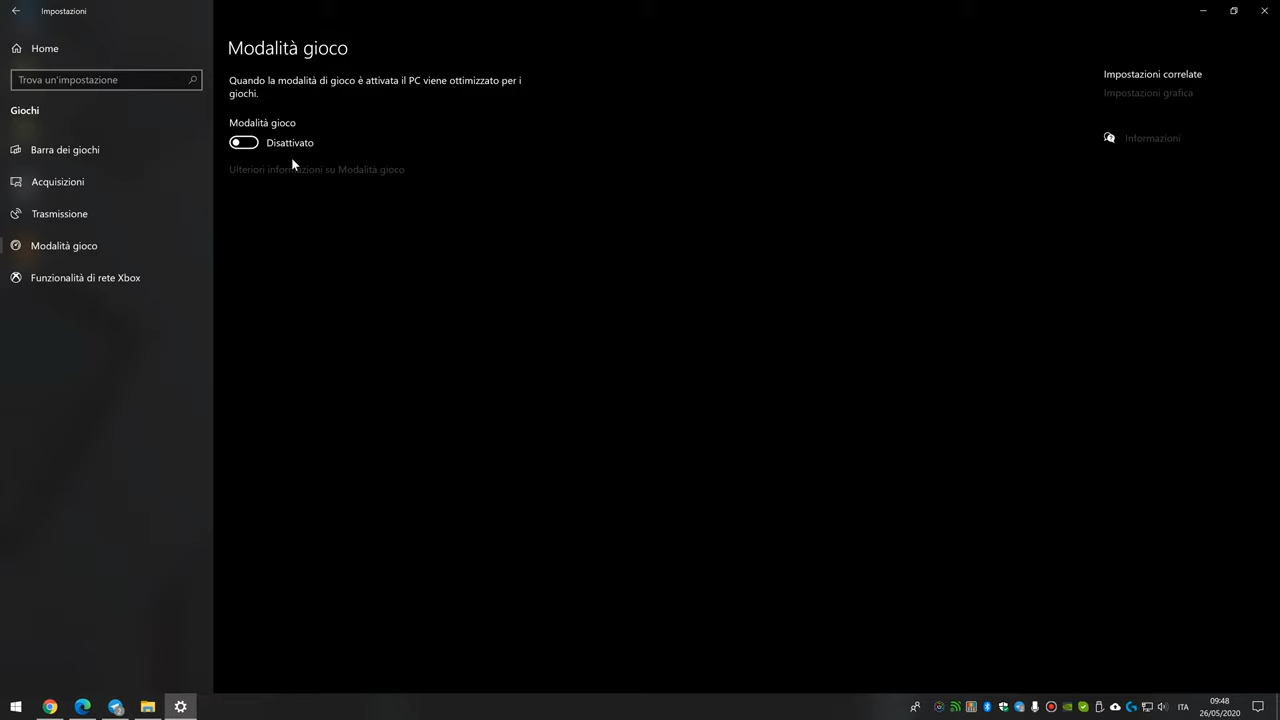 Impostazioni
Home
Trova un'impostazione
Giochi
Barra dei giochi
Acquisizioni
Trasmissione
Modalità gioco
Funzionalità di rete Xbox
Modalità gioco
Quando la modalità di gioco è attivata il PC viene ottimizzato per i
giochi.
Modalità gioco
Disattivato
Ulteriori informazioni su Modalità gioco
Impostazioni correlate
Impostazioni grafica
Informazioni
ITA
09:48
26/05/2020